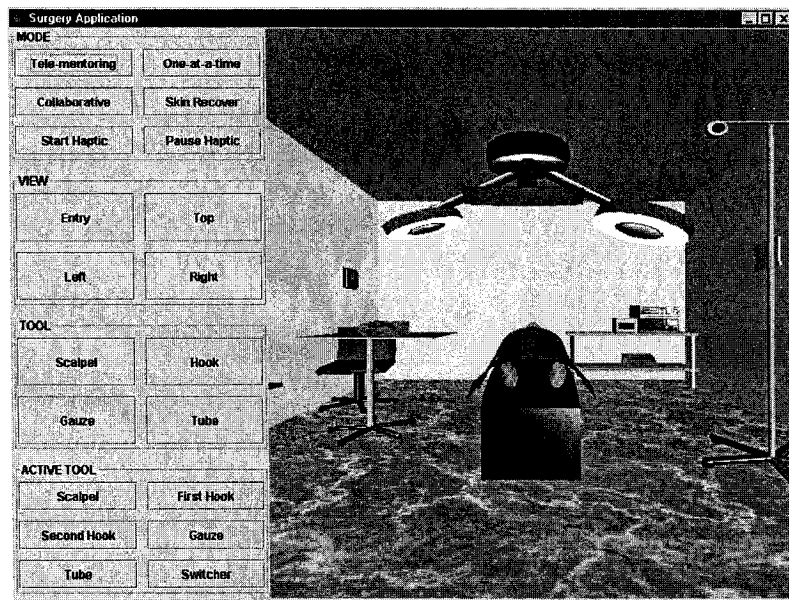 Surgery Application
MODE
Tele-mentoring One-at-a-time
Collaborative Skin Recover
Start Haptic Pause Haptic
VIEW
Entry Top
Left Right
TOOL
Scalpel Hook
Gauze Tube
ACTIVE TOOL
Scalpel First Hook
Second Hook Gauze
Tube Switcher